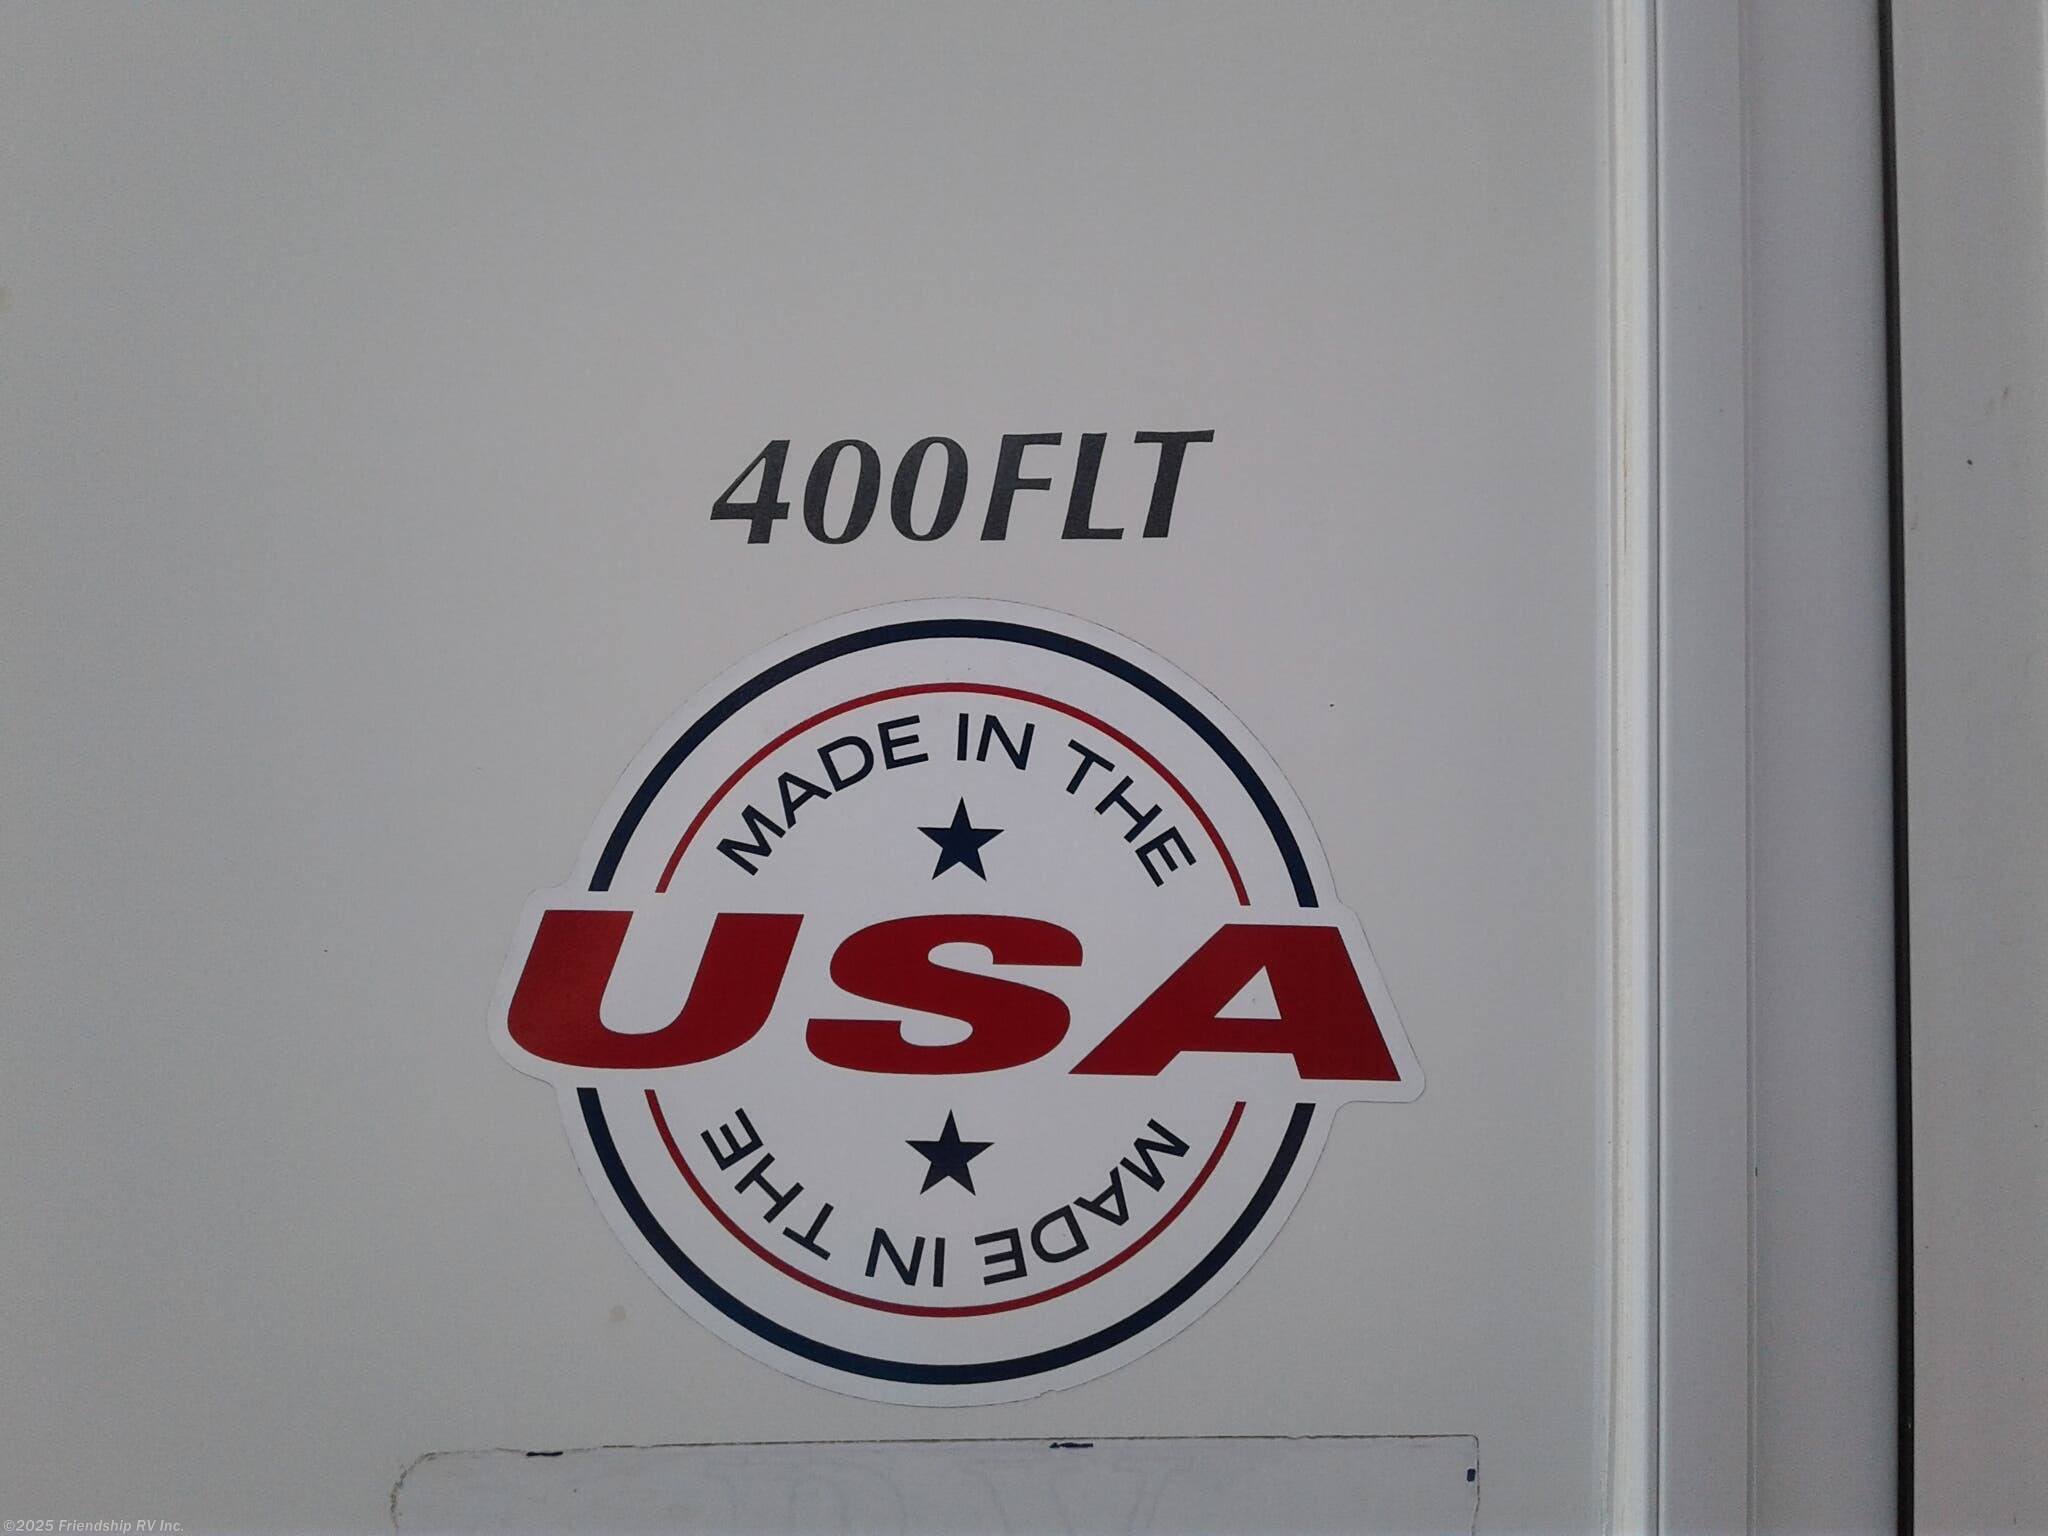 400FLT
MADE IN THE
USA
MADE IN THE
©2025 Friendship RV Inc.